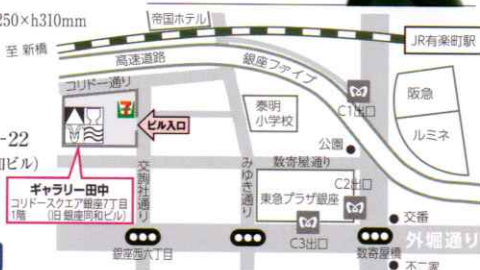 250×h310mm
帝国ホテル
至 新橋
JR有楽町駅
高速道路
銀座ファイブ
コリドー通り
C1出口
阪急
ルミネ
泰明
小学校
ビル入口
-22
和ビル)
公園
数寄屋通り
交詢社通り
みゆき通り
ギャラリー田中
コリドースクエア銀座7丁目
1階 (旧銀座同和ビル)
東急プラザ銀座
C2出口
C3出口
交番
外堀通り
銀座西六丁目
数寄屋橋
不二家